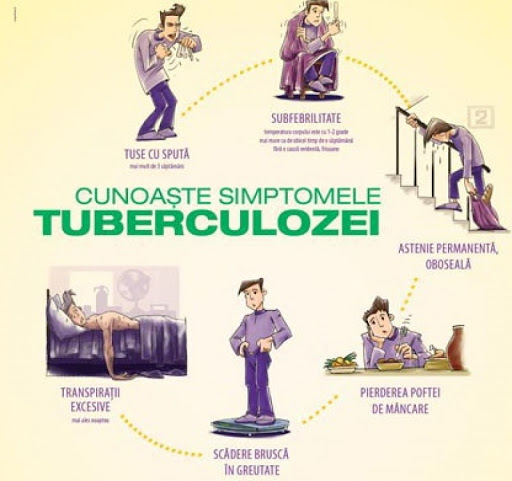 TUSE CU SPUTĂ
mai mult de 3 săptămâni
SUBFEBRILITATE
temperatura corpului este cu 1-2 grade
mai mare ca de obicei timp de o săptămână
fără o cauză evidentă, frisoane
2
CUNOAȘTE SIMPTOMELE
TUBERCULOZEI
ASTENIE PERMANENTĂ,
OBOSEALĂ
TRANSPIRAȚII
EXCESIVE
mai ales noaptea
PIERDEREA POFTEI
DE MÂNCARE
SCĂDERE BRUSCĂ
ÎN GREUTATE